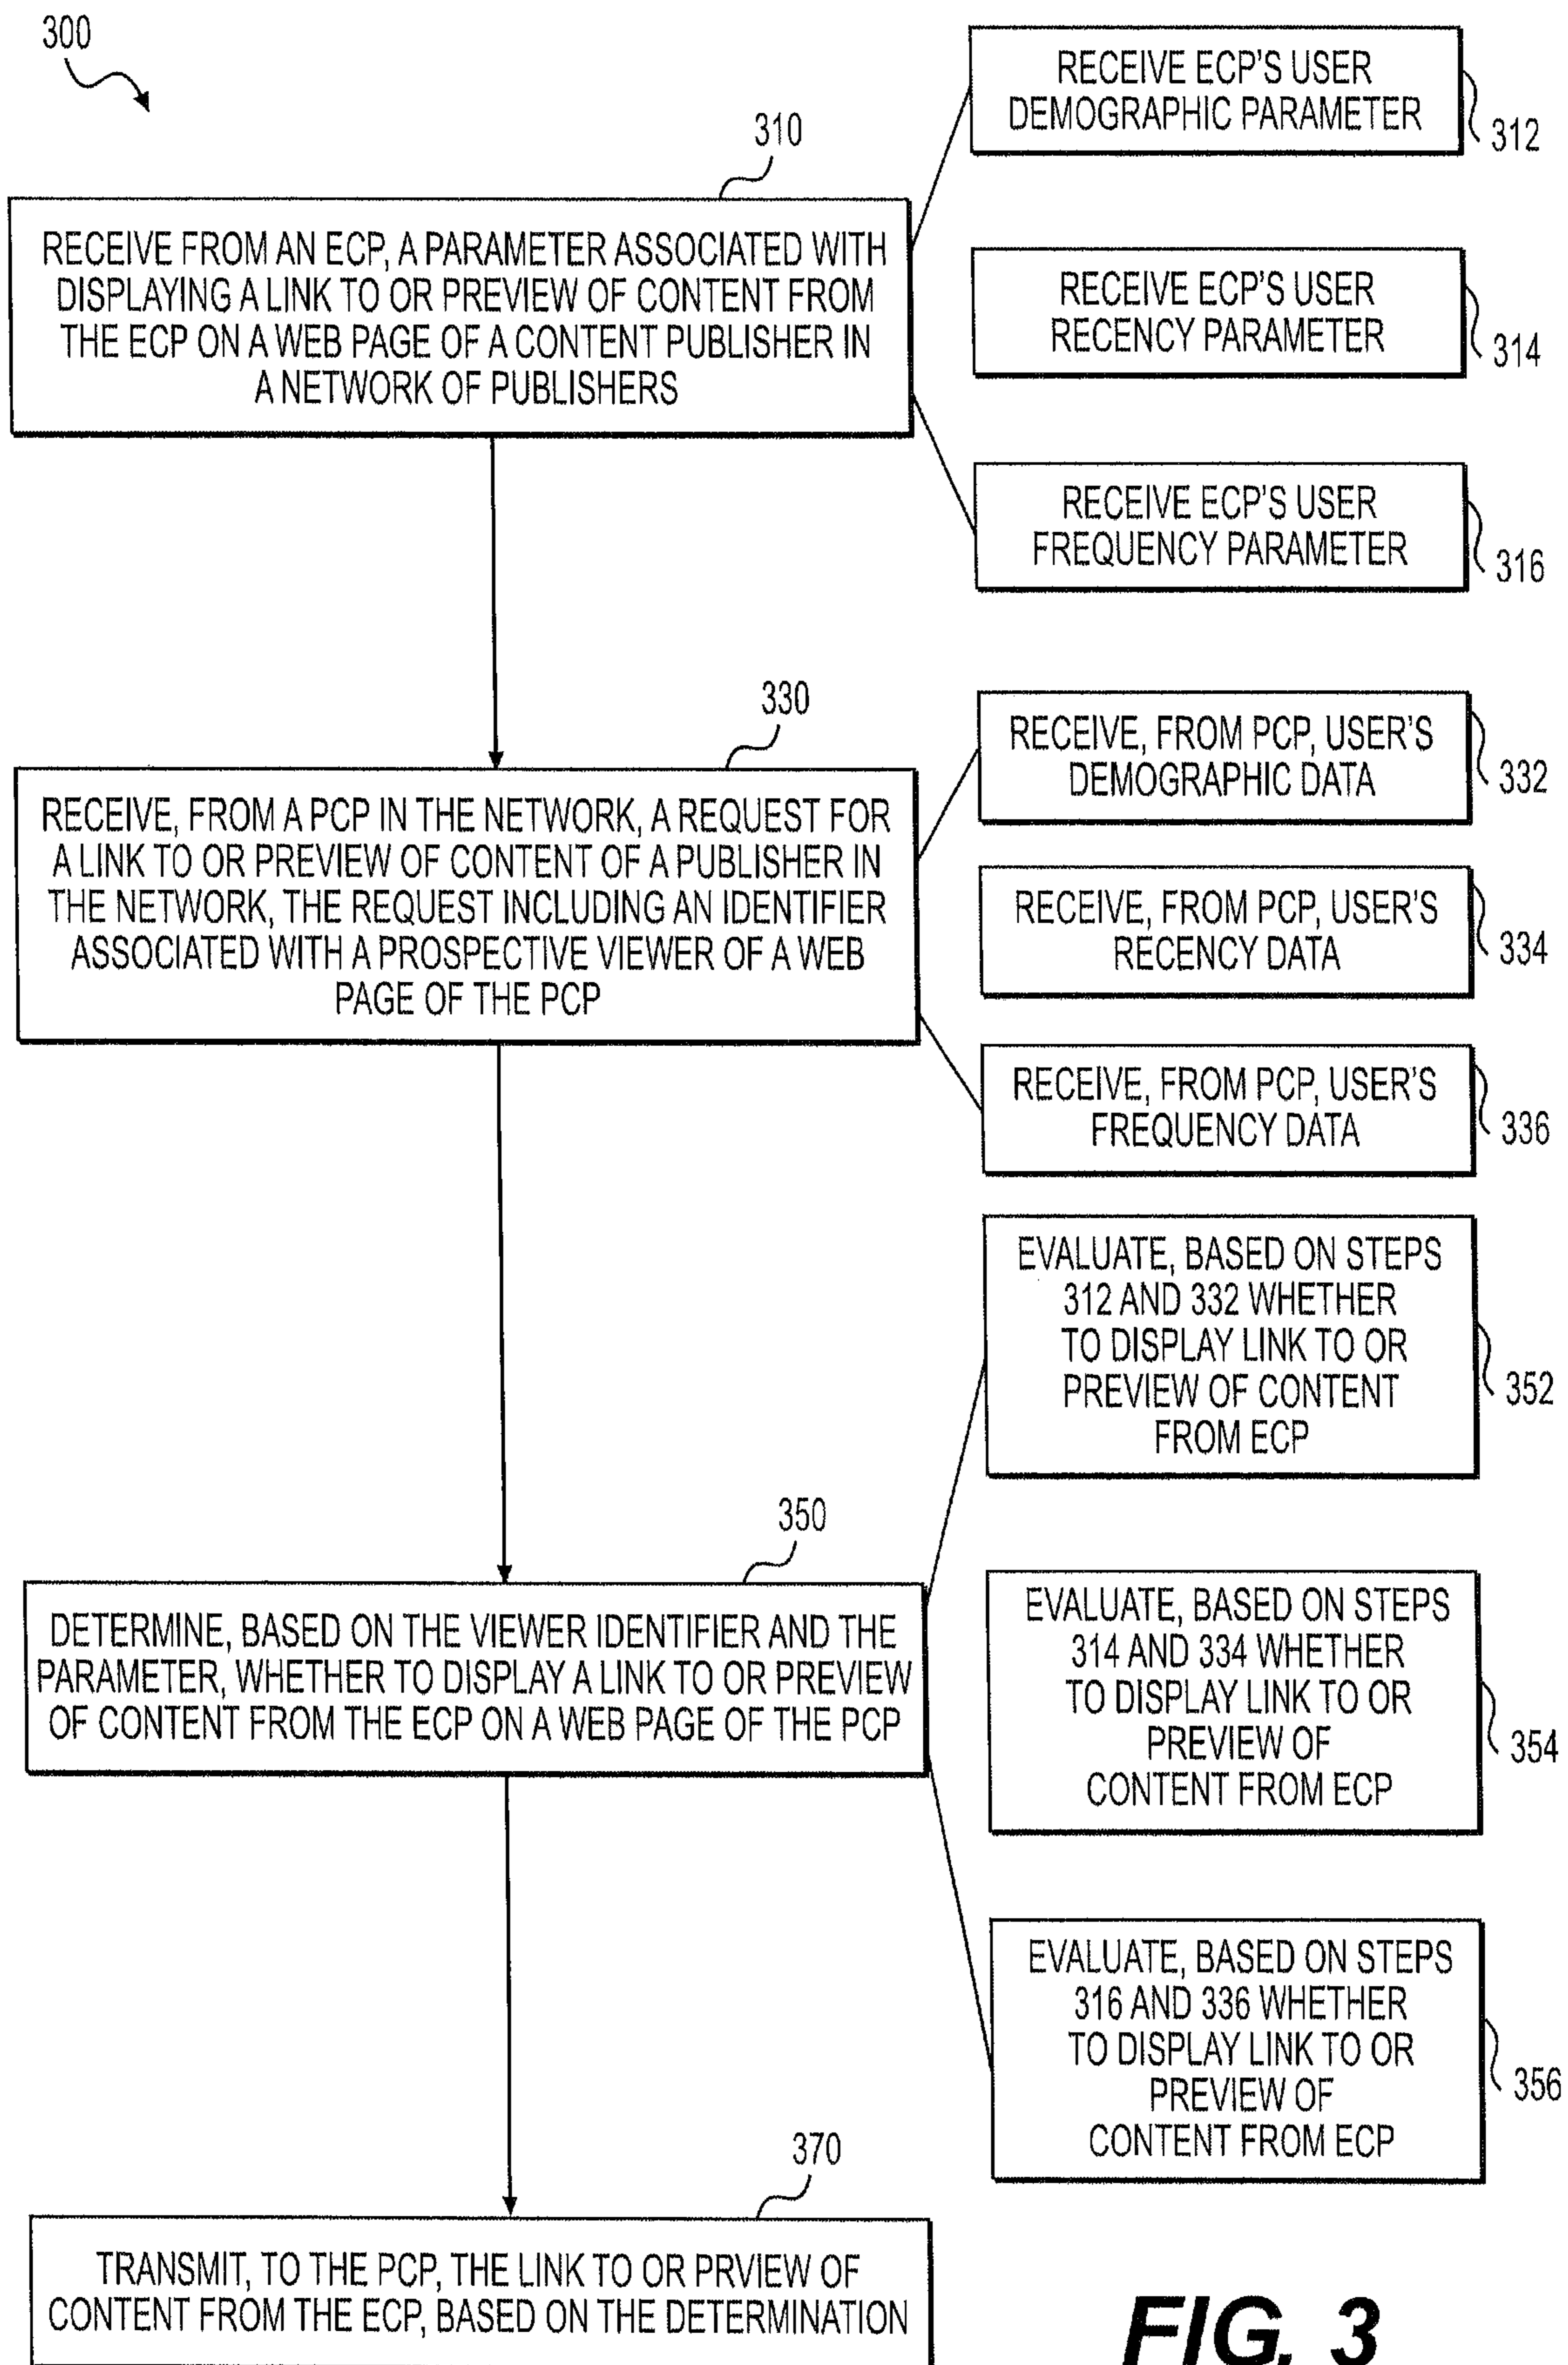 300
310
RECEIVE FROM AN ECP, A PARAMETER ASSOCIATED WITH
DISPLAYING A LINK TO OR PREVIEW OF CONTENT FROM
THE ECP ON A WEB PAGE OF A CONTENT PUBLISHER IN
A NETWORK OF PUBLISHERS
RECEIVE ECP'S USER
DEMOGRAPHIC PARAMETER
312
RECEIVE ECP'S USER
RECENCY PARAMETER
314
RECEIVE ECP'S USER
FREQUENCY PARAMETER
316
330
RECEIVE, FROM A PCP IN THE NETWORK, A REQUEST FOR
A LINK TO OR PREVIEW OF CONTENT OF A PUBLISHER IN
THE NETWORK, THE REQUEST INCLUDING AN IDENTIFIER
ASSOCIATED WITH A PROSPECTIVE VIEWER OF A WEB
PAGE OF THE PCP
RECEIVE, FROM PCP, USER'S
DEMOGRAPHIC DATA
332
RECEIVE, FROM PCP, USER'S
RECENCY DATA
334
RECEIVE, FROM PCP, USER'S
FREQUENCY DATA
336
350
DETERMINE, BASED ON THE VIEWER IDENTIFIER AND THE
PARAMETER, WHETHER TO DISPLAY A LINK TO OR PREVIEW
OF CONTENT FROM THE ECP ON A WEB PAGE OF THE PCP
EVALUATE, BASED ON STEPS
312 AND 332 WHETHER
TO DISPLAY LINK TO OR
PREVIEW OF CONTENT
FROM ECP
352
EVALUATE, BASED ON STEPS
314 AND 334 WHETHER
TO DISPLAY LINK TO OR
PREVIEW OF
CONTENT FROM ECP
354
EVALUATE, BASED ON STEPS
316 AND 336 WHETHER
TO DISPLAY LINK TO OR
PREVIEW OF
CONTENT FROM ECP
356
370
TRANSMIT, TO THE PCP, THE LINK TO OR PRVIEW OF
CONTENT FROM THE ECP, BASED ON THE DETERMINATION
FIG. 3